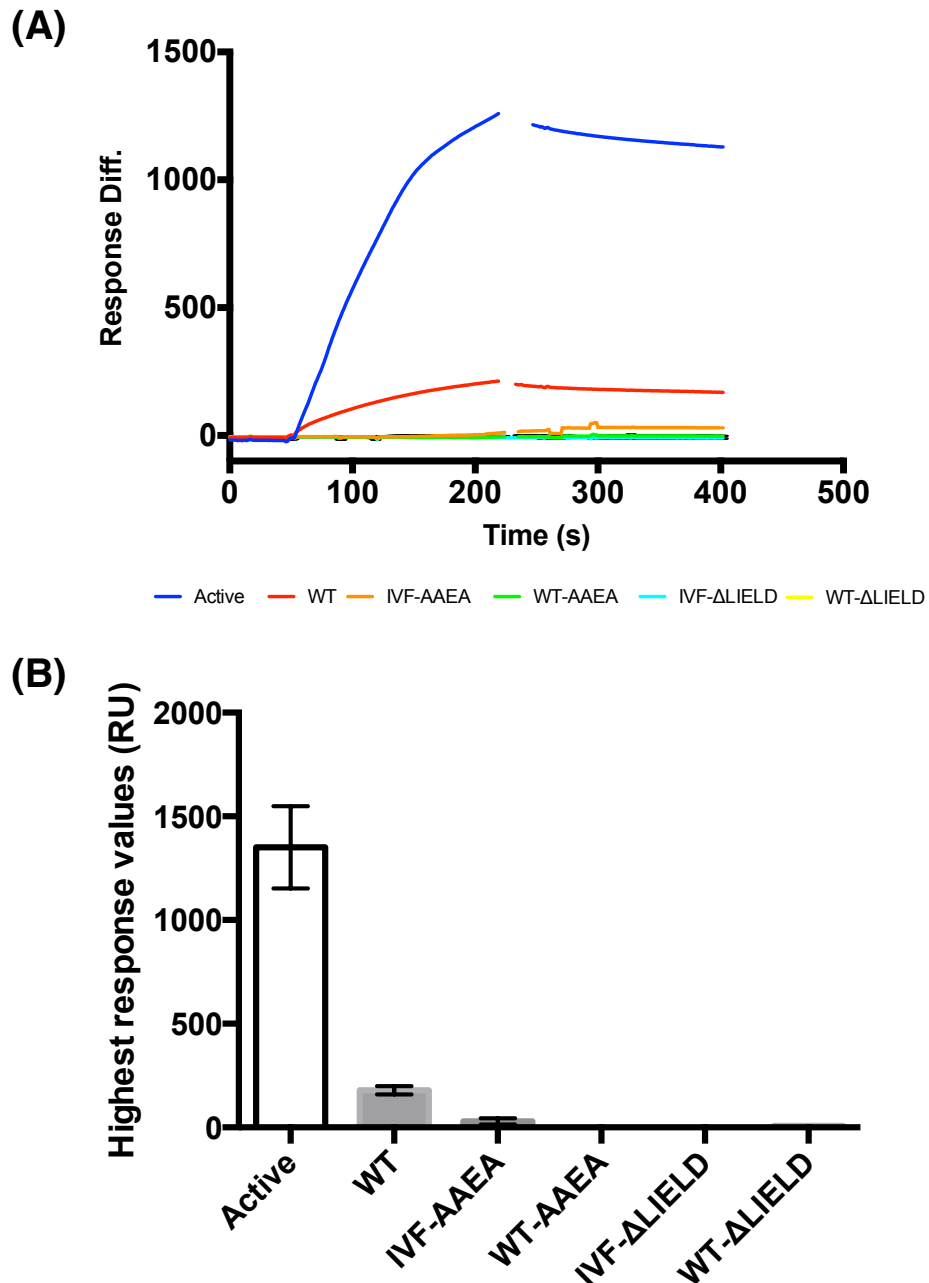 (A)
1500
1000
500
0
Response Diff.
0 100 200 300 400 500
Time (s)
Active WT IVF-AAEA WT-AAEA IVF-ΔLIELD WT-ΔLIELD
(B)
2000
1500
1000
500
0
Highest response values (RU)
Active WT IVF-AAEA WT-AAEA IVF-ΔLIELD WT-ΔLIELD